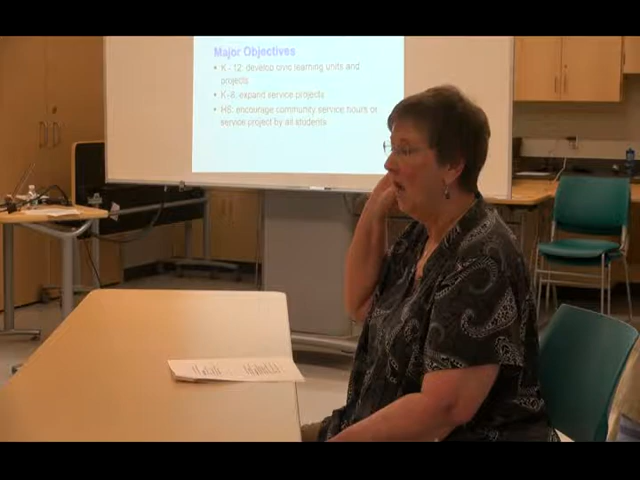 Major Objectives
• K - 12: develop civic learning units and
projects
• K-8: expand service projects
• HS: encourage community service hours or
service project by all students